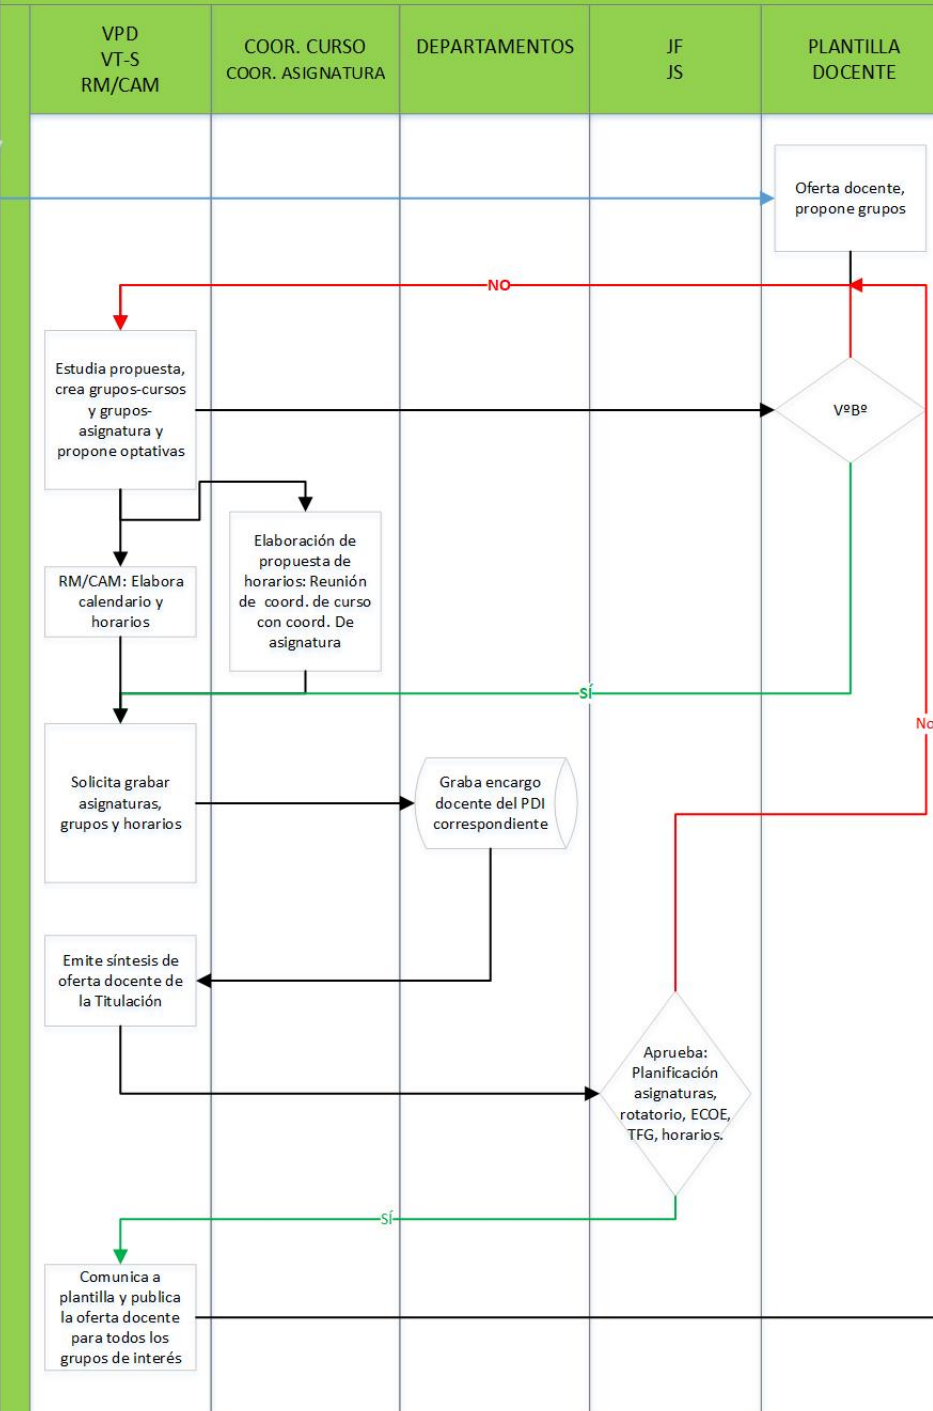 VPD
VT-S
RM/CAM
COOR. CURSO
COOR. ASIGNATURA
DEPARTAMENTOS
JF
JS
PLANTILLA
DOCENTE
Oferta docente,
propone grupos
NO
Estudia propuesta,
crea grupos-cursos
y grupos-
asignatura y
propone optativas
VºBº
Elaboración de
propuesta de
horarios: Reunión
de coord. de curso
con coord. De
asignatura
RM/CAM: Elabora
calendario y
horarios
SÍ
No
Solicita grabar
asignaturas,
grupos y horarios
Graba encargo
docente del PDI
correspondiente
Emite síntesis de
oferta docente de
la Titulación
Aprueba:
Planificación
asignaturas,
rotatorio, ECOE,
TFG, horarios.
SÍ
Comunica a
plantilla y publica
la oferta docente
para todos los
grupos de interés